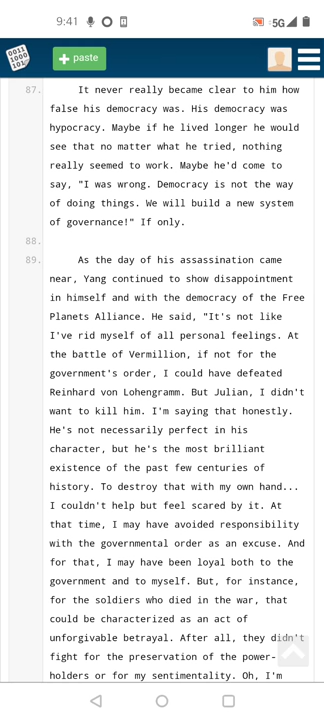 9:41
5G
0011
1000
101
+ paste
87. It never really became clear to him how
false his democracy was. His democracy was
hypocracy. Maybe if he lived longer he would
see that no matter what he tried, nothing
really seemed to work. Maybe he'd come to
say, "I was wrong. Democracy is not the way
of doing things. We will build a new system
of governance!" If only.
88.
89. As the day of his assassination came
near, Yang continued to show disappointment
in himself and with the democracy of the Free
Planets Alliance. He said, "It's not like
I've rid myself of all personal feelings. At
the battle of Vermillion, if not for the
government's order, I could have defeated
Reinhard von Lohengramm. But Julian, I didn't
want to kill him. I'm saying that honestly.
He's not necessarily perfect in his
character, but he's the most brilliant
existence of the past few centuries of
history. To destroy that with my own hand...
I couldn't help but feel scared by it. At
that time, I may have avoided responsibility
with the governmental order as an excuse. And
for that, I may have been loyal both to the
government and to myself. But, for instance,
for the soldiers who died in the war, that
could be characterized as an act of
unforgivable betrayal. After all, they didn't
fight for the preservation of the power-
holders or for my sentimentality. Oh, I'm